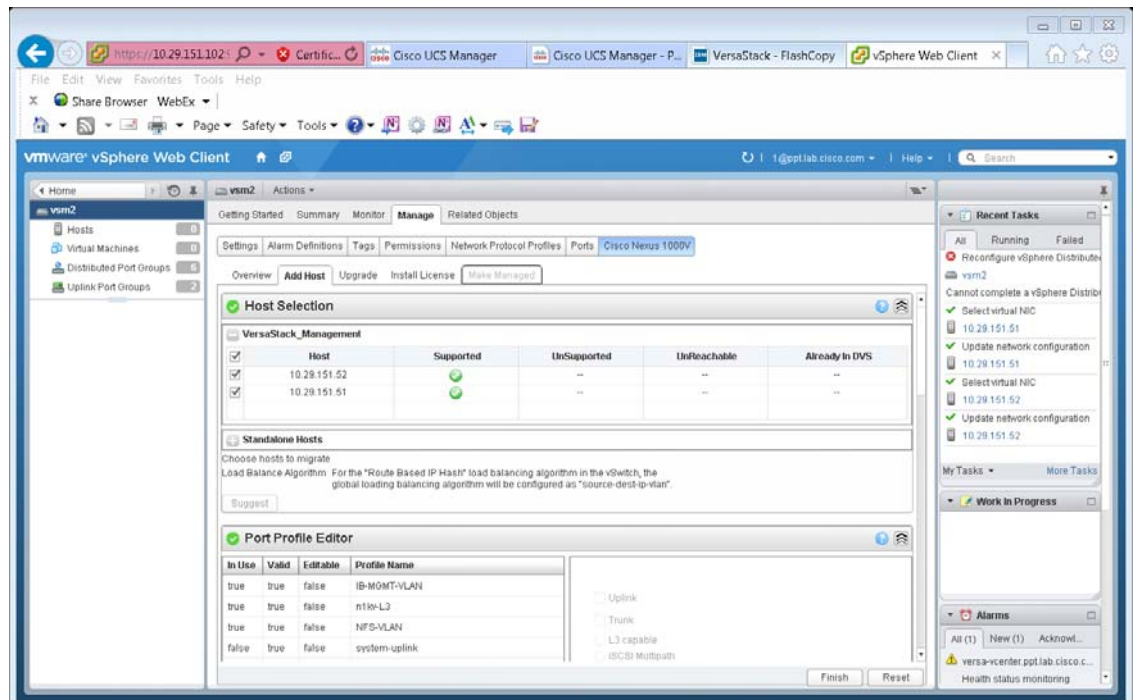 https://10.29.151.102:
Certific...
Cisco UCS Manager
Cisco UCS Manager - P...
VersaStack - FlashCopy
vSphere Web Client
File Edit View Favorites Tools Help
x Share Browser WebEx
Page Safety Tools
vmware vSphere Web Client
1@ppt.lab.cisco.com
Help
Search
Home
vsm2
Hosts 0
Virtual Machines 0
Distributed Port Groups 6
Uplink Port Groups 2
vsm2 Actions
Getting Started Summary Monitor Manage Related Objects
Settings Alarm Definitions Tags Permissions Network Protocol Profiles Ports Cisco Nexus 1000V
Overview Add Host Upgrade Install License Make Managed
Host Selection
VersaStack_Management
Host Supported UnSupported UnReachable Already In DVS
10.29.151.52 -- -- --
10.29.151.51 -- -- --
Standalone Hosts
Choose hosts to migrate
Load Balance Algorithm For the "Route Based IP Hash" load balancing algorithm in the vSwitch, the
global loading balancing algorithm will be configured as "source-dest-ip-vlan".
Suggest
Port Profile Editor
In Use Valid Editable Profile Name
true true false IB-MGMT-VLAN
true true false n1kv-L3
true true false NFS-VLAN
false true false system-uplink
Uplink
Trunk
L3 capable
iSCSI Multipath
Finish Reset
Recent Tasks
All Running Failed
Reconfigure vSphere Distribute
vsm2
Cannot complete a vSphere Distrib
Select virtual NIC
10.29.151.51
Update network configuration
10.29.151.51
Select virtual NIC
10.29.151.52
Update network configuration
10.29.151.52
My Tasks More Tasks
Work In Progress
Alarms
All (1) New (1) Acknowl...
versa-vcenter.ppt.lab.cisco.c...
Health status monitoring